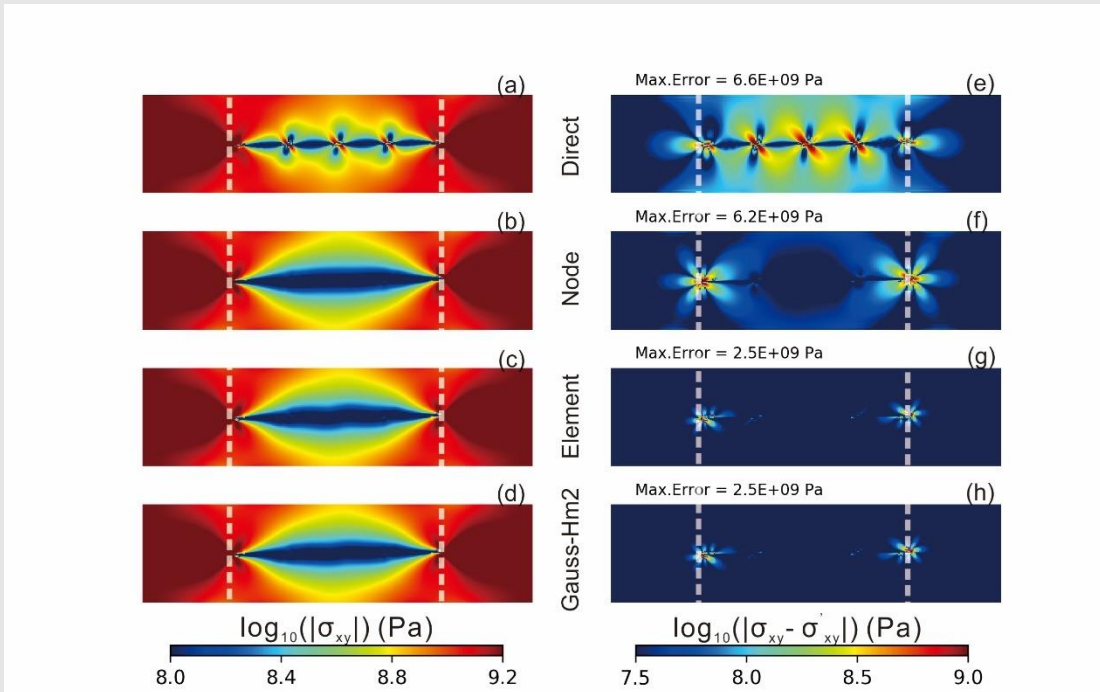 (a)
Max.Error = 6.6E+09 Pa
(e)
Direct
(b)
Max.Error = 6.2E+09 Pa
(f)
Node
(c)
Max.Error = 2.5E+09 Pa
(g)
Element
(d)
Max.Error = 2.5E+09 Pa
(h)
Gauss-Hm2
log₁₀(|σxy|) (Pa)
8.0 8.4 8.8 9.2
log₁₀(|σxy- σ'xy|) (Pa)
7.5 8.0 8.5 9.0